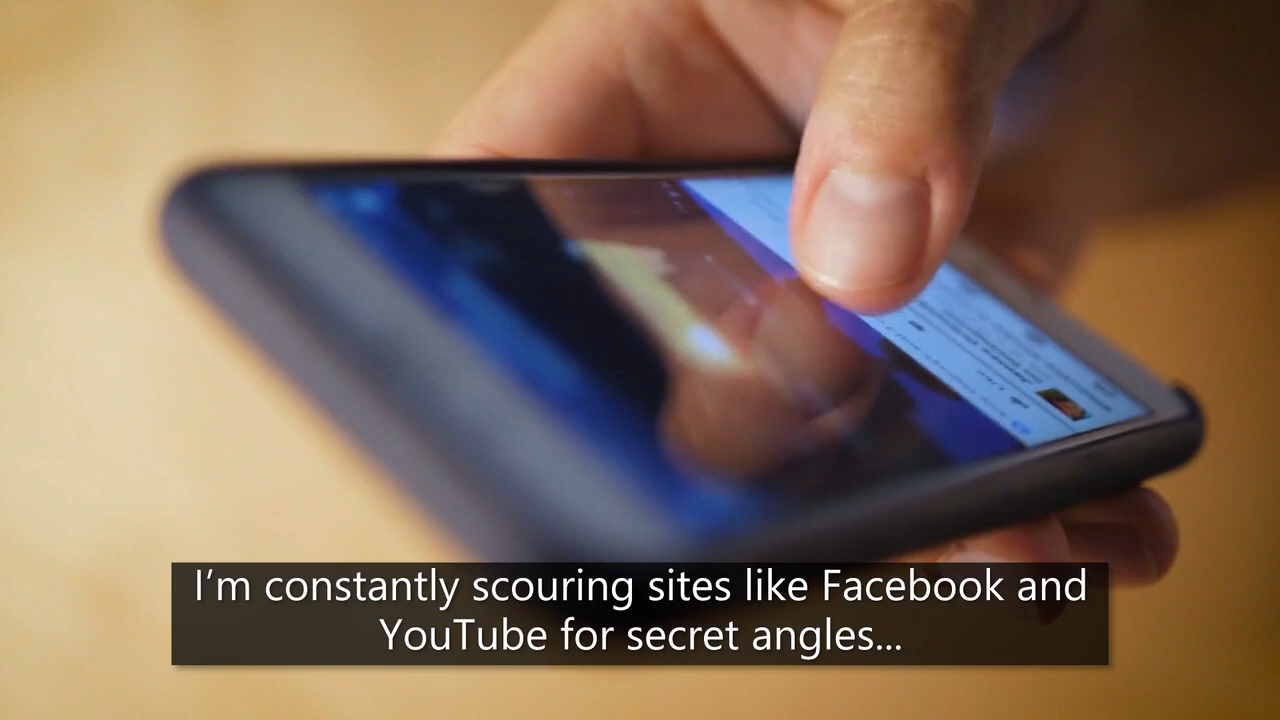 I'm constantly scouring sites like Facebook and
YouTube for secret angles...